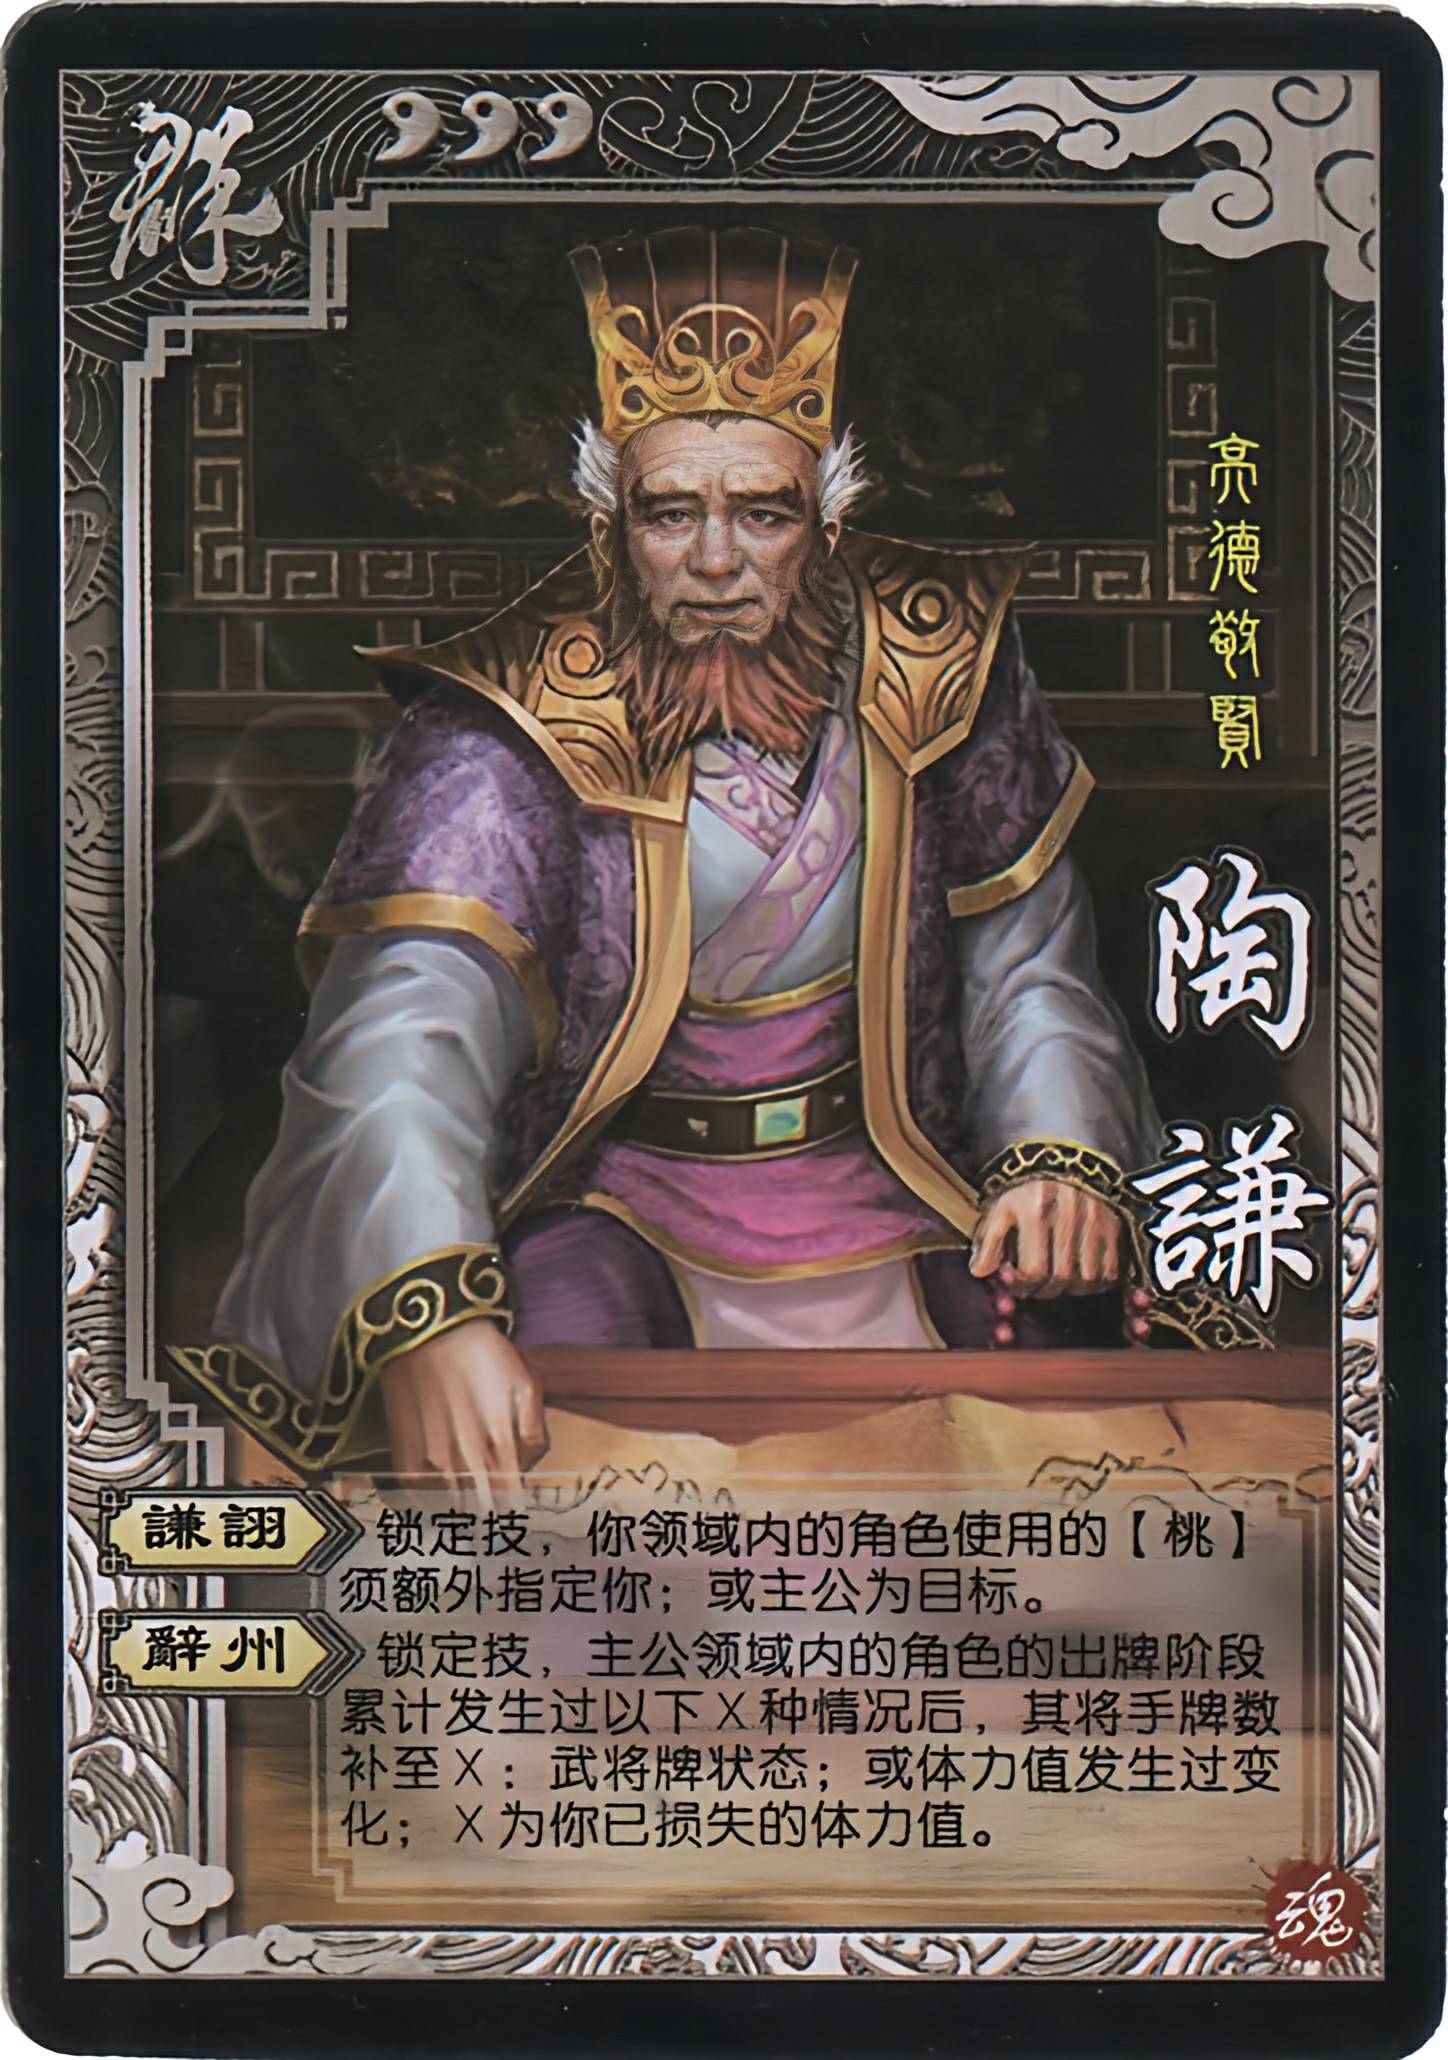 群
亮德敬賢
陶謙
謙詡
锁定技，你领域内的角色使用的【桃】
须额外指定你；或主公为目标。
辭州
锁定技，主公领域内的角色的出牌阶段
累计发生过以下X种情况后，其将手牌数
补至X：武将牌状态；或体力值发生过变
化；X为你已损失的体力值。
魂